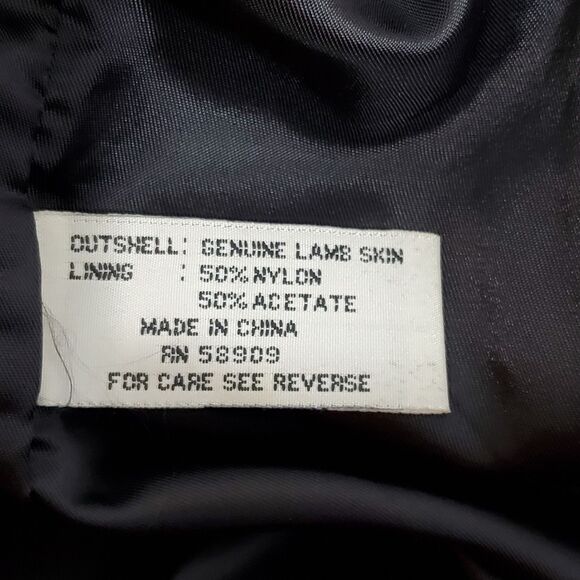 OUTSHELL: GENUINE LAMB SKIN
LINING : 50% NYLON
50% ACETATE
MADE IN CHINA
RN 58909
FOR CARE SEE REVERSE